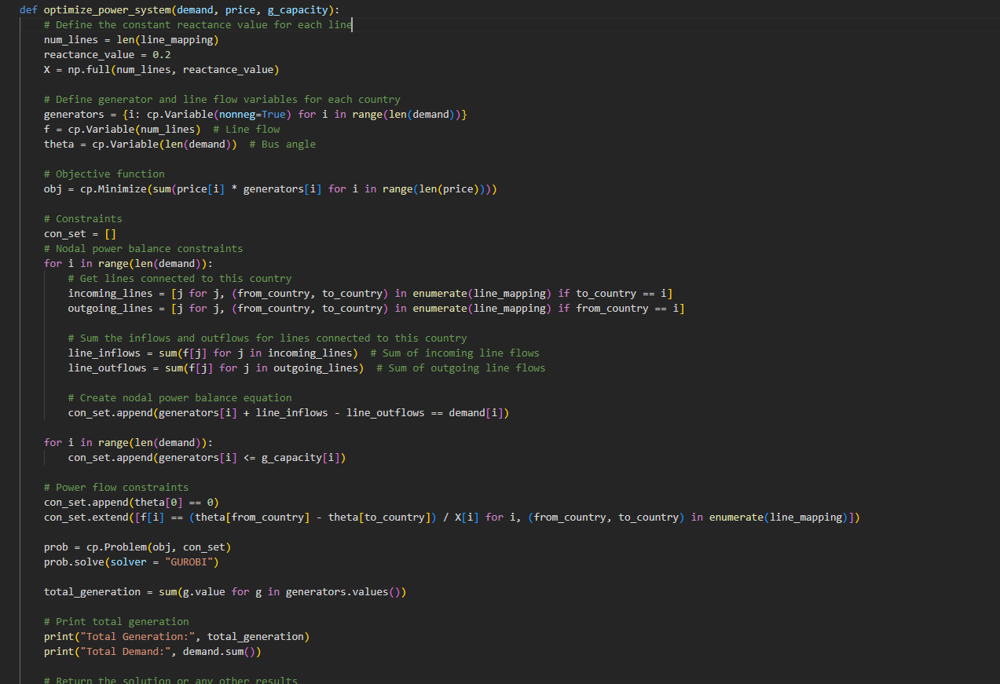 def optimize_power_system(demand, price, g_capacity):
    # Define the constant reactance value for each line
    num_lines = len(line_mapping)
    reactance_value = 0.2
    X = np.full(num_lines, reactance_value)

    # Define generator and line flow variables for each country
    generators = {i: cp.Variable(nonneg=True) for i in range(len(demand))}
    f = cp.Variable(num_lines)  # Line flow
    theta = cp.Variable(len(demand))  # Bus angle

    # Objective function
    obj = cp.Minimize(sum(price[i] * generators[i] for i in range(len(price))))

    # Constraints
    con_set = []
    # Nodal power balance constraints
    for i in range(len(demand)):
        # Get lines connected to this country
        incoming_lines = [j for j, (from_country, to_country) in enumerate(line_mapping) if to_country == i]
        outgoing_lines = [j for j, (from_country, to_country) in enumerate(line_mapping) if from_country == i]

        # Sum the inflows and outflows for lines connected to this country
        line_inflows = sum(f[j] for j in incoming_lines)  # Sum of incoming line flows
        line_outflows = sum(f[j] for j in outgoing_lines)  # Sum of outgoing line flows

        # Create nodal power balance equation
        con_set.append(generators[i] + line_inflows - line_outflows == demand[i])

    for i in range(len(demand)):
        con_set.append(generators[i] <= g_capacity[i])

    # Power flow constraints
    con_set.append(theta[0] == 0)
    con_set.extend([f[i] == (theta[from_country] - theta[to_country]) / X[i] for i, (from_country, to_country) in enumerate(line_mapping)])

    prob = cp.Problem(obj, con_set)
    prob.solve(solver = "GUROBI")

    total_generation = sum(g.value for g in generators.values())

    # Print total generation
    print("Total Generation:", total_generation)
    print("Total Demand:", demand.sum())

    # Return the solution or any other results